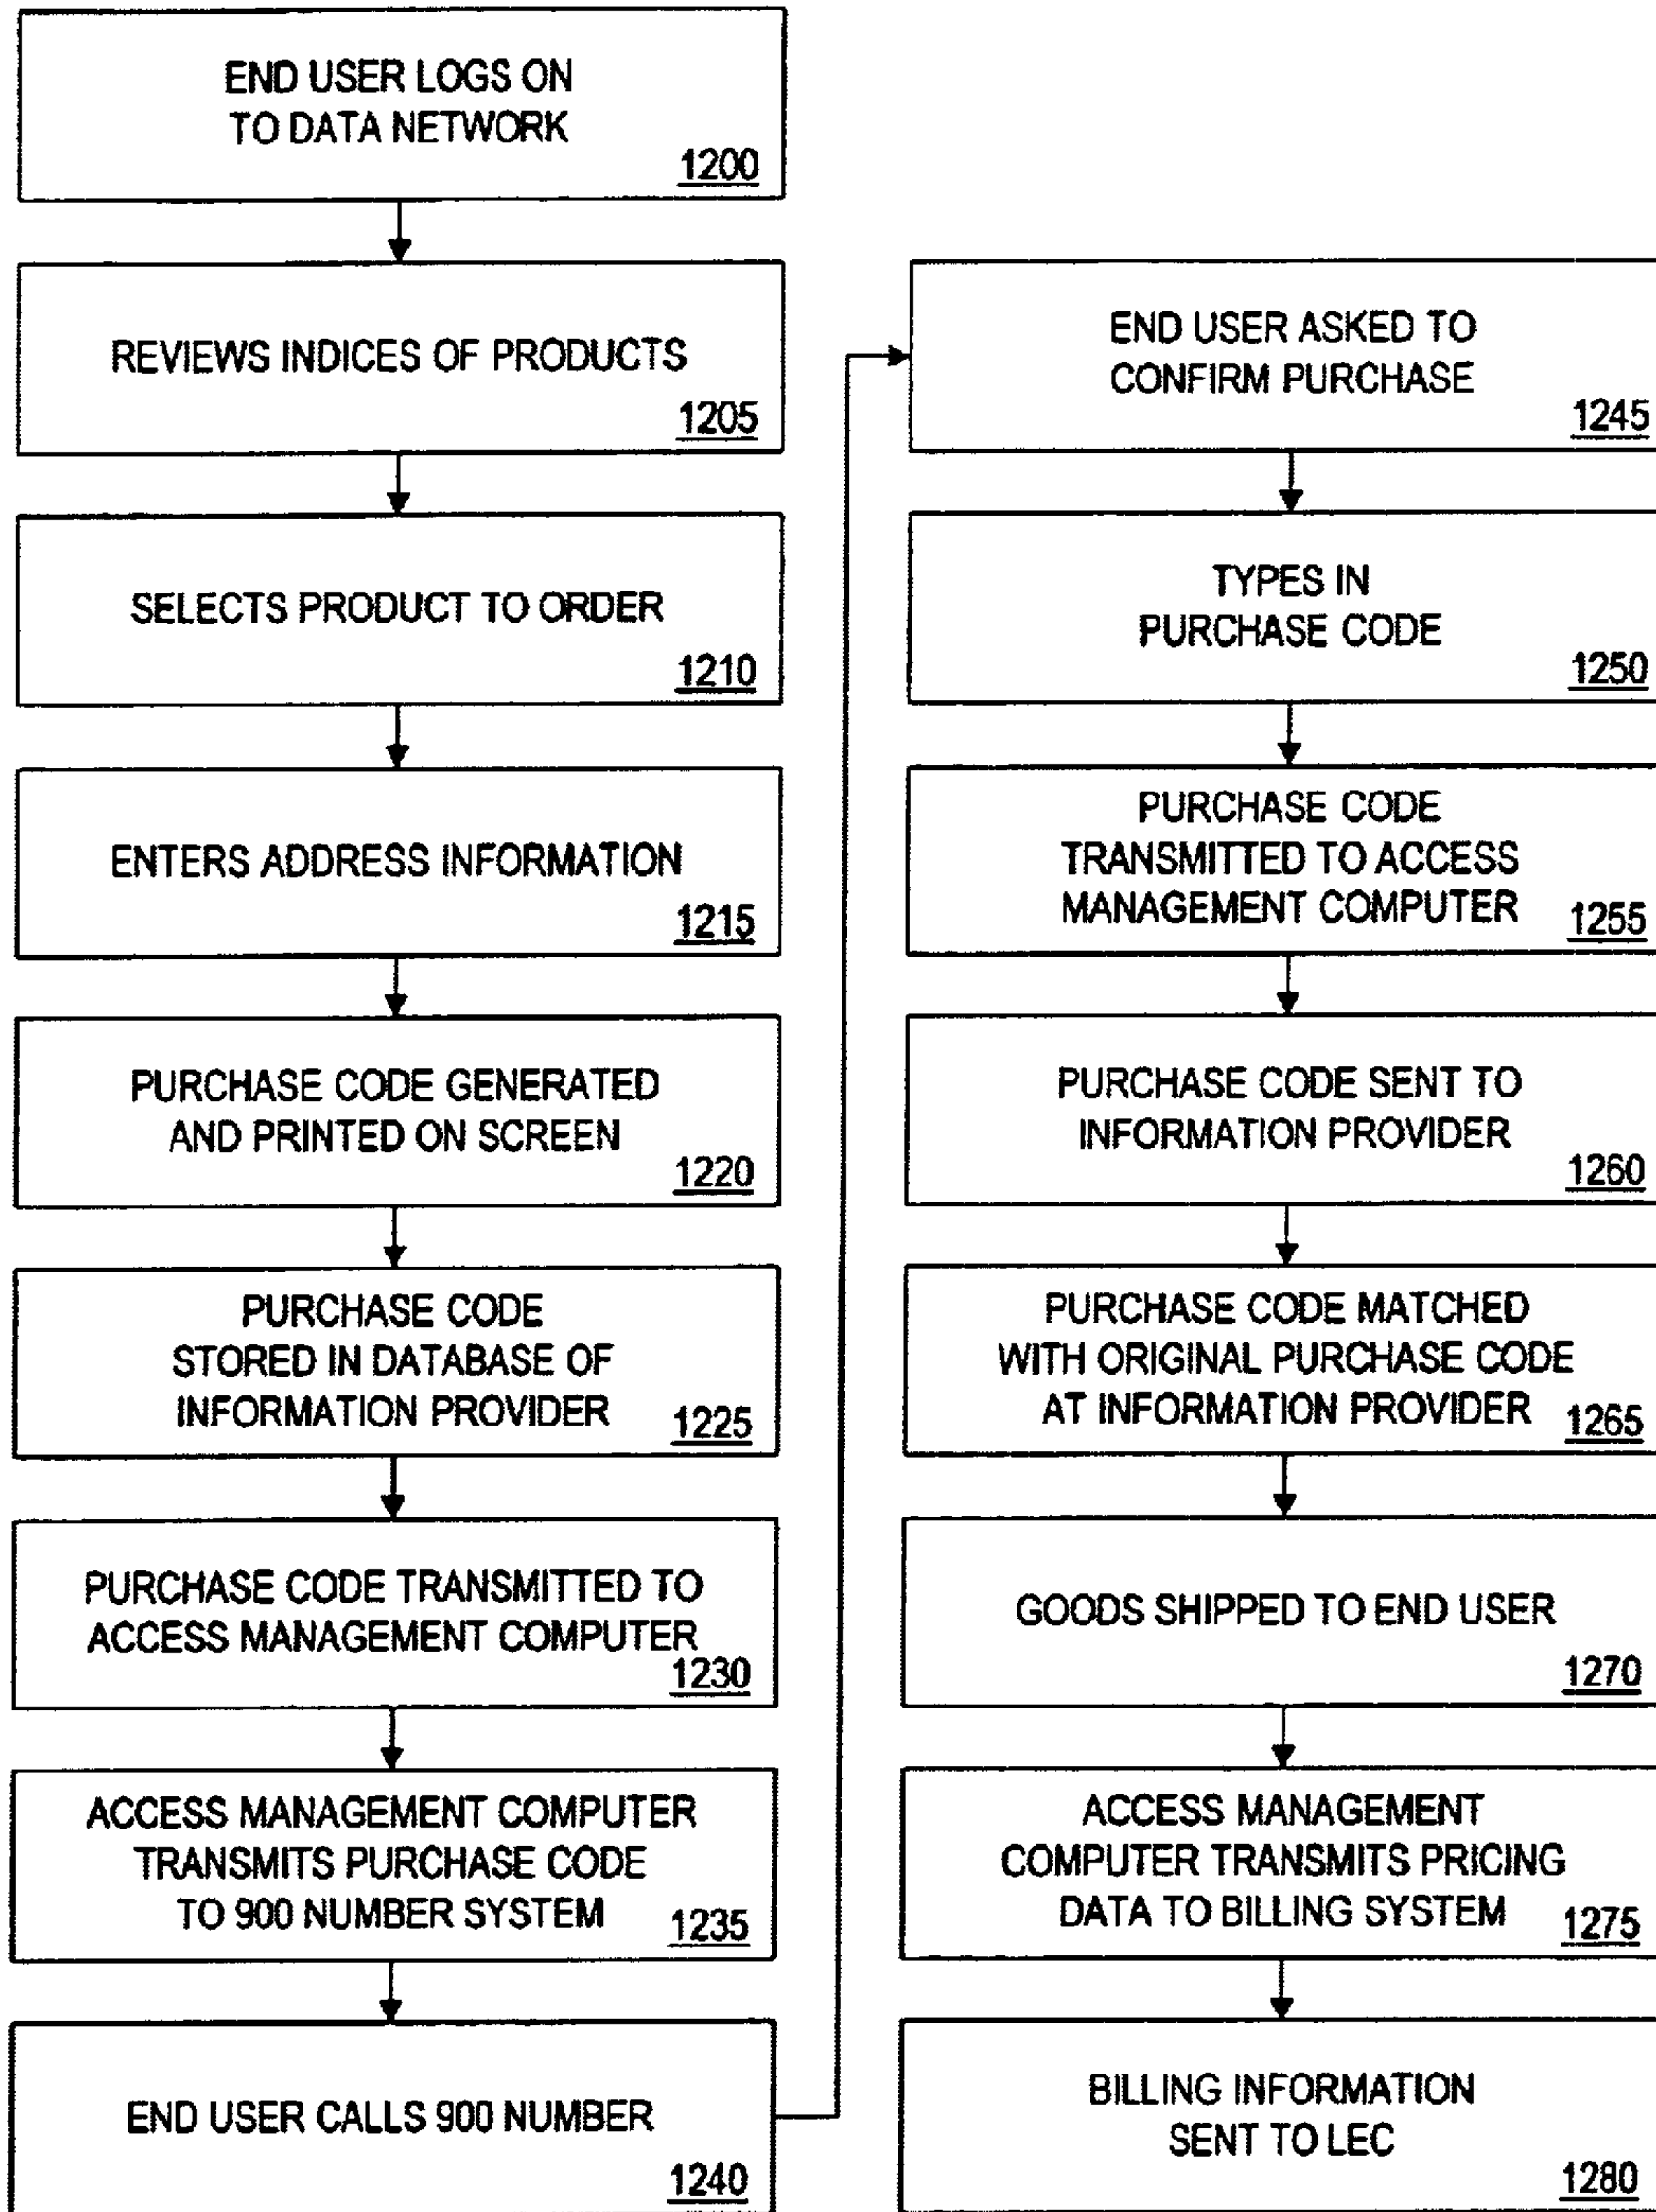 END USER LOGS ON
TO DATA NETWORK
1200
REVIEWS INDICES OF PRODUCTS
1205
SELECTS PRODUCT TO ORDER
1210
ENTERS ADDRESS INFORMATION
1215
PURCHASE CODE GENERATED
AND PRINTED ON SCREEN
1220
PURCHASE CODE
STORED IN DATABASE OF
INFORMATION PROVIDER
1225
PURCHASE CODE TRANSMITTED TO
ACCESS MANAGEMENT COMPUTER
1230
ACCESS MANAGEMENT COMPUTER
TRANSMITS PURCHASE CODE
TO 900 NUMBER SYSTEM
1235
END USER CALLS 900 NUMBER
1240
END USER ASKED TO
CONFIRM PURCHASE
1245
TYPES IN
PURCHASE CODE
1250
PURCHASE CODE
TRANSMITTED TO ACCESS
MANAGEMENT COMPUTER
1255
PURCHASE CODE SENT TO
INFORMATION PROVIDER
1260
PURCHASE CODE MATCHED
WITH ORIGINAL PURCHASE CODE
AT INFORMATION PROVIDER
1265
GOODS SHIPPED TO END USER
1270
ACCESS MANAGEMENT
COMPUTER TRANSMITS PRICING
DATA TO BILLING SYSTEM
1275
BILLING INFORMATION
SENT TO LEC
1280